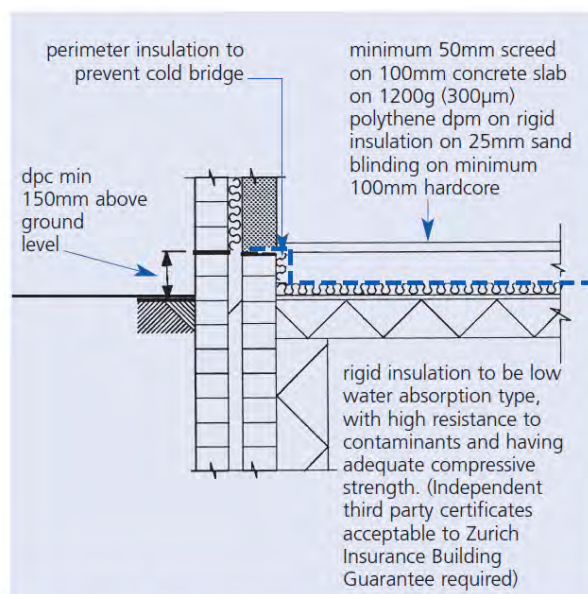 perimeter insulation to
prevent cold bridge
minimum 50mm screed
on 100mm concrete slab
on 1200g (300μm)
polythene dpm on rigid
insulation on 25mm sand
blinding on minimum
100mm hardcore
dpc min
150mm above
ground
level
rigid insulation to be low
water absorption type,
with high resistance to
contaminants and having
adequate compressive
strength. (Independent
third party certificates
acceptable to Zurich
Insurance Building
Guarantee required)